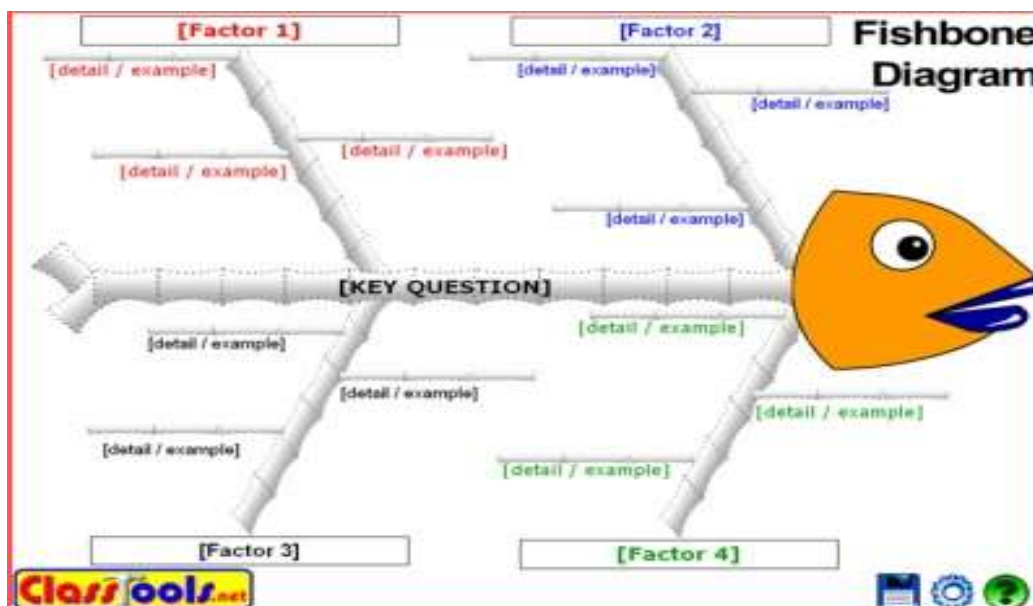 [Factor 1]
[Factor 2]
Fishbone
Diagram
[detail / example]
[detail / example]
[detail / example]
[detail / example]
[detail / example]
[detail / example]
[KEY QUESTION]
[detail / example]
[detail / example]
[detail / example]
[detail / example]
[detail / example]
[detail / example]
[Factor 3]
[Factor 4]
ClassTools.net
?